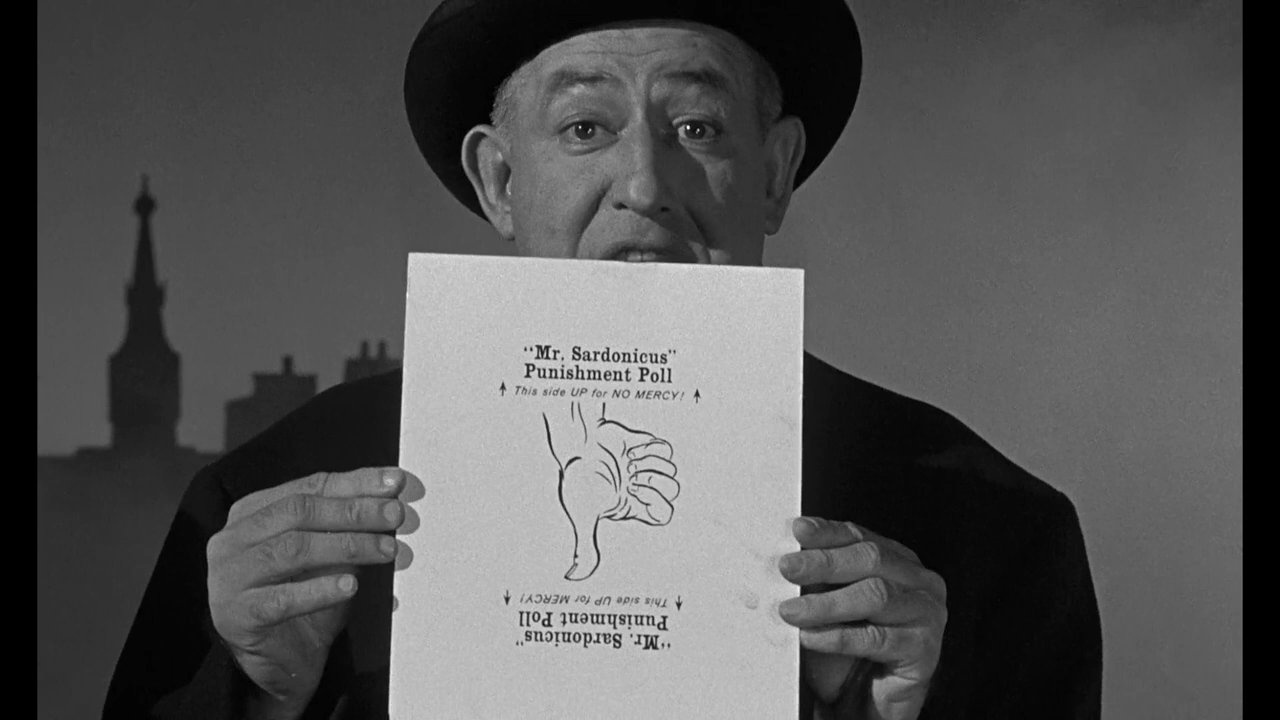 “Mr. Sardonicus”
Punishment Poll
↑ This side UP for NO MERCY! ↑
↑ This side UP for MERCY! ↑
Punishment Poll
“Mr. Sardonicus”